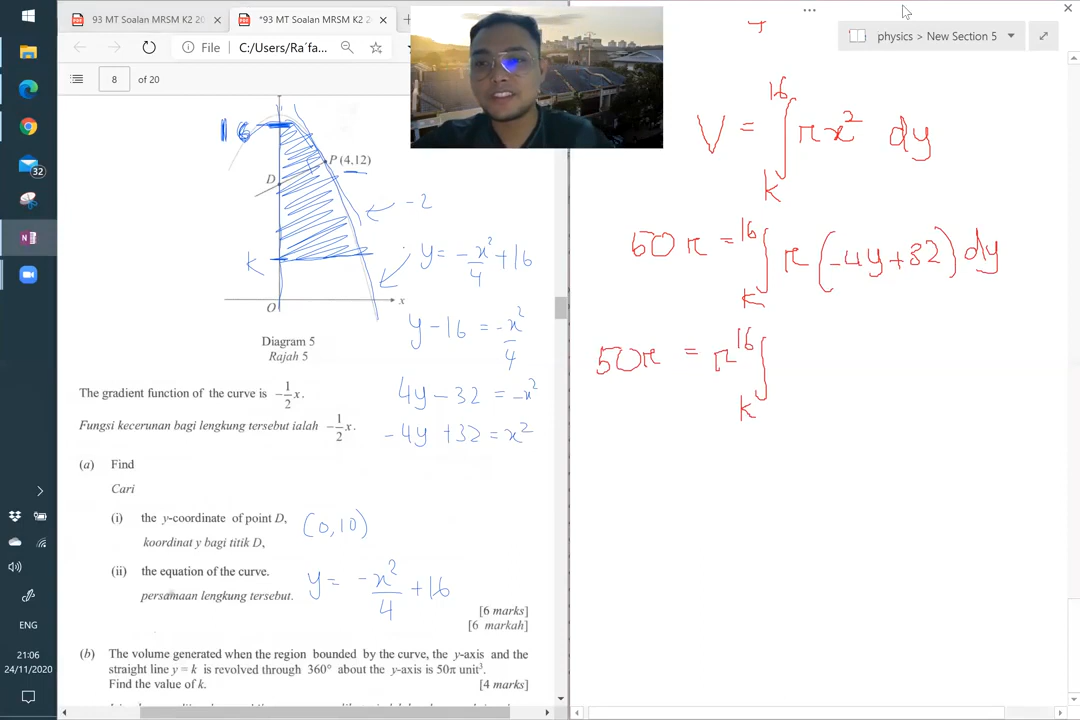 93 MT Soalan MRSM K2 20
*93 MT Soalan MRSM K2 20
File
C:/Users/Ra´fa...
physics > New Section 5
8 of 20
16
P (4,12)
D
-2
K
y = -x²/4 + 16
O
x
y - 16 = -x²/4
Diagram 5
Rajah 5
4y - 32 = -x²
-4y + 32 = x²
The gradient function of the curve is -1/2 x.
Fungsi kecerunan bagi lengkung tersebut ialah -1/2 x.
(a) Find
Cari
(i) the y-coordinate of point D, (0,10)
koordinat y bagi titik D,
(ii) the equation of the curve. y = -x²/4 + 16
persamaan lengkung tersebut.
[6 marks]
[6 markah]
(b) The volume generated when the region bounded by the curve, the y-axis and the
straight line y = k is revolved through 360° about the y-axis is 50π unit³.
Find the value of k. [4 marks]
V = ∫ₖ¹⁶ πx² dy
50π = ∫ₖ¹⁶ π(-4y+32) dy
50π = π ∫ₖ¹⁶
32
ENG
21:06
24/11/2020